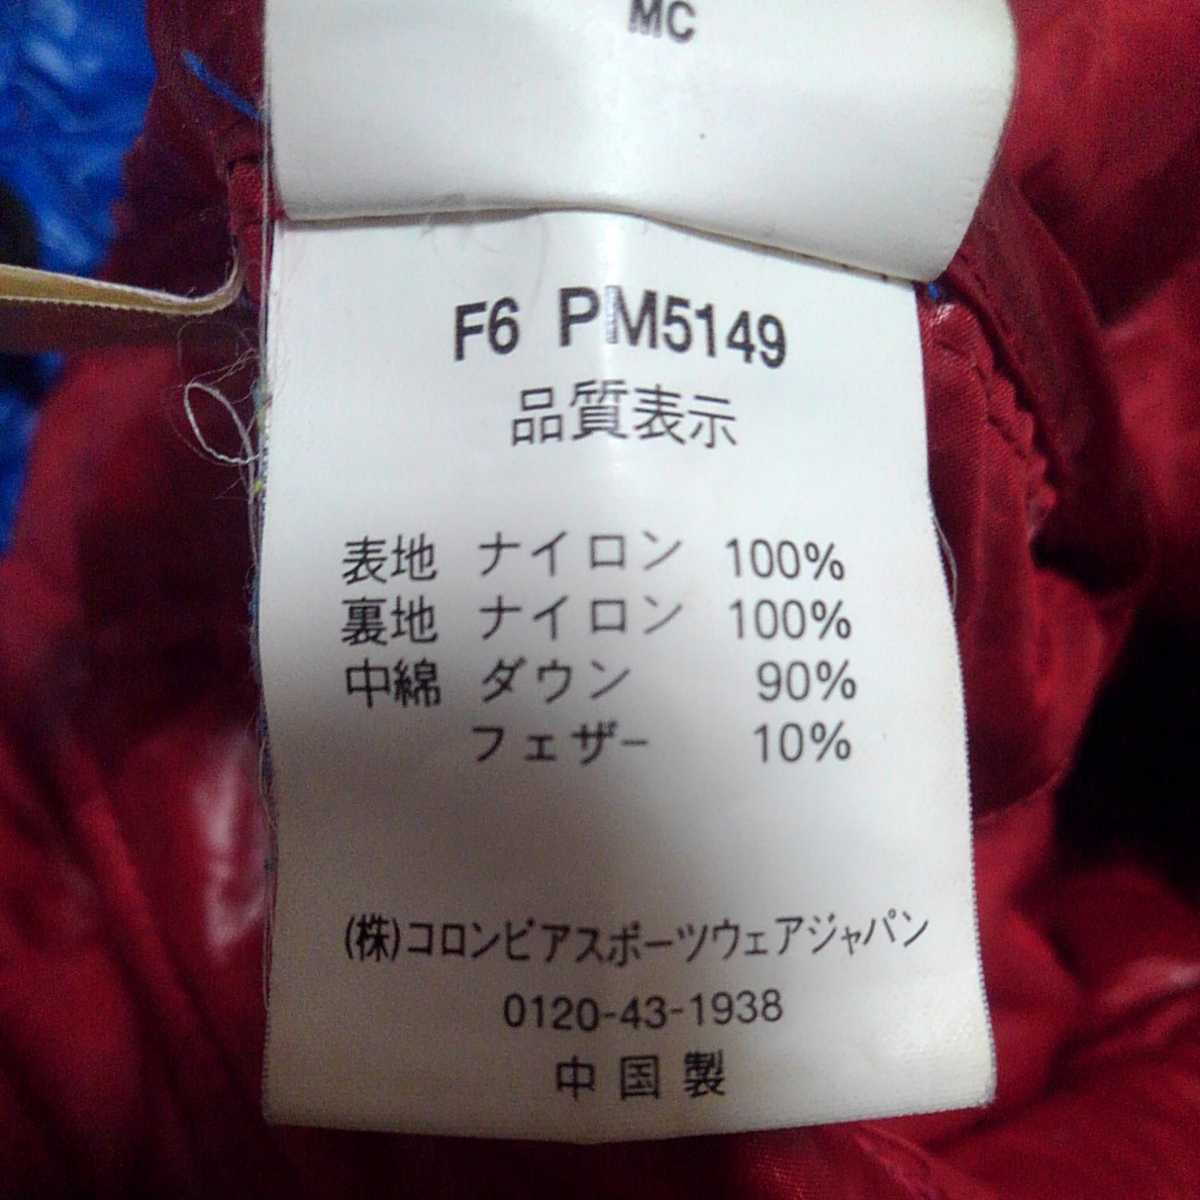 MC
F6 PM5149
品質表示
表地 ナイロン 100%
裏地 ナイロン 100%
中綿 ダウン 90%
フェザー 10%
(株)コロンビアスポーツウェアジャパン
0120-43-1938
中国製